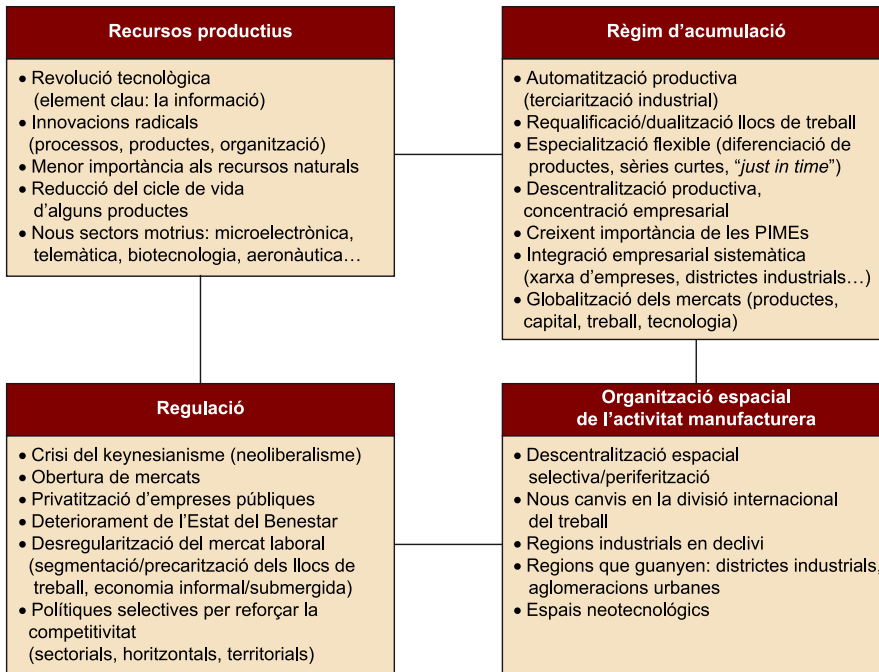 Recursos productius
• Revolució tecnològica
(element clau: la informació)
• Innovacions radicals
(processos, productes, organització)
• Menor importància als recursos naturals
• Reducció del cicle de vida
d’alguns productes
• Nous sectors motrius: microelectrònica,
telemàtica, biotecnologia, aeronàutica…
Règim d’acumulació
• Automatització productiva
(terciarització industrial)
• Requalificació/dualització llocs de treball
• Especialització flexible (diferenciació de
productes, sèries curtes, “just in time”)
• Descentralització productiva,
concentració empresarial
• Creixent importància de les PIMEs
• Integració empresarial sistemàtica
(xarxa d’empreses, districtes industrials…)
• Globalització dels mercats (productes,
capital, treball, tecnologia)
Regulació
• Crisi del keynesianisme (neoliberalisme)
• Obertura de mercats
• Privatització d’empreses públiques
• Deteriorament de l’Estat del Benestar
• Desregularització del mercat laboral
(segmentació/precarització dels llocs de
treball, economia informal/submergida)
• Polítiques selectives per reforçar la
competitivitat
(sectorials, horitzontals, territorials)
Organització espacial
de l’activitat manufacturera
• Descentralització espacial
selectiva/periferització
• Nous canvis en la divisió internacional
del treball
• Regions industrials en declivi
• Regions que guanyen: districtes industrials,
aglomeracions urbanes
• Espais neotecnològics